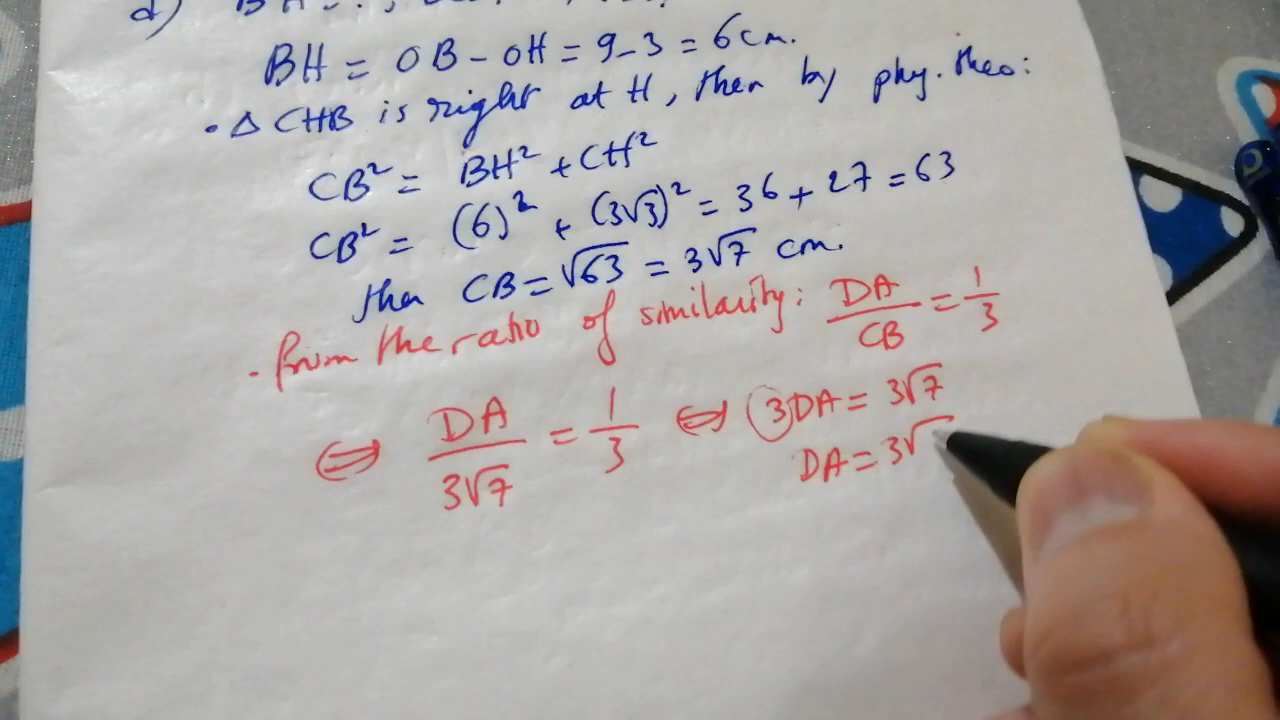 d) BH
BH = OB - OH = 9-3 = 6cm.
• Δ CHB is right at H, then by phy. theo:
CB² = BH² + CH²
CB² = (6)² + (3√3)² = 36 + 27 = 63
then CB = √63 = 3√7 cm.
- from the ratio of similarity: DA/CB = 1/3
⇔ DA/3√7 = 1/3 ⇔ 3DA = 3√7
DA = 3√